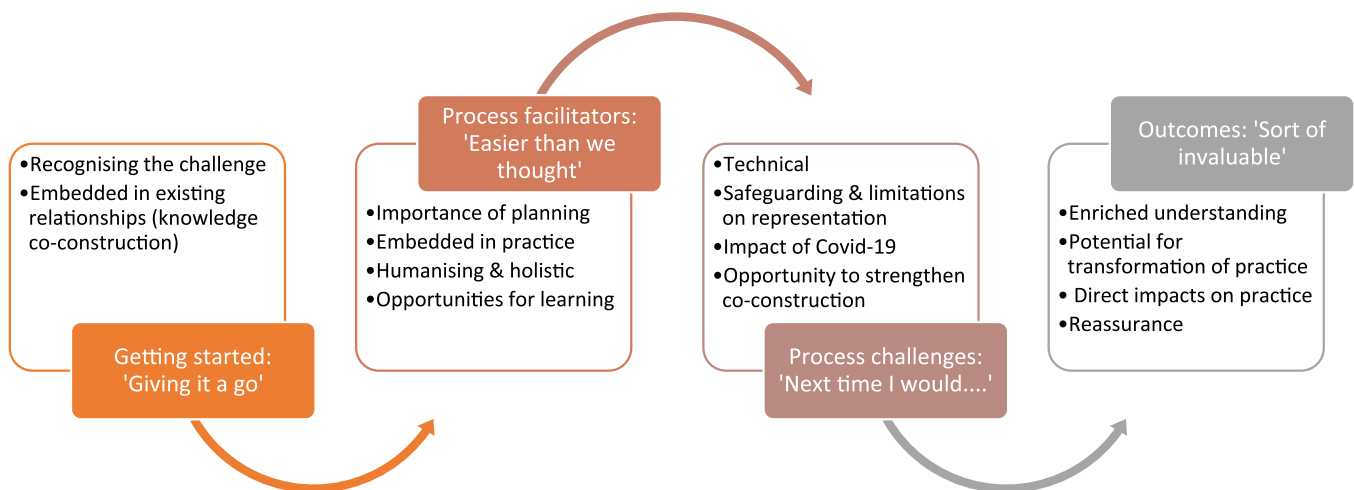 •Recognising the challenge
•Embedded in existing
relationships (knowledge
co-construction)
Getting started:
'Giving it a go'
Process facilitators:
'Easier than we
thought'
•Importance of planning
•Embedded in practice
•Humanising & holistic
•Opportunities for learning
•Technical
•Safeguarding & limitations
on representation
•Impact of Covid-19
•Opportunity to strengthen
co-construction
Process challenges:
'Next time I would....'
Outcomes: 'Sort of
invaluable'
•Enriched understanding
•Potential for
transformation of practice
• Direct impacts on practice
•Reassurance